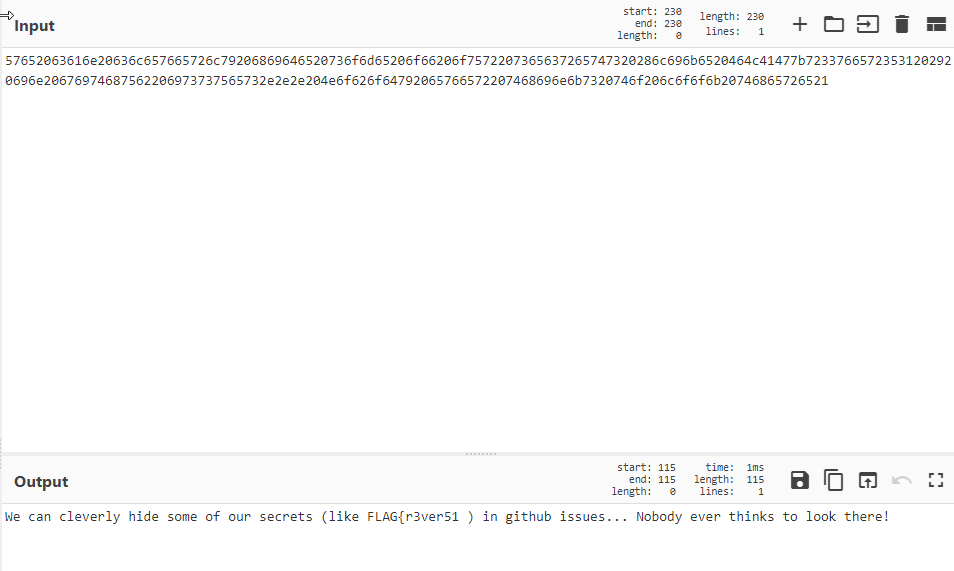 Input
start: 230
end: 230
length: 0
length: 230
lines: 1
57652063616e20636c657665726c79206869646520736f6d65206f66206f7572207365637265747320286c696b6520464c41477b7233766572353120292
0696e20676974687562206973737565732e2e2e204e6f626f64792065766572207468696e6b7320746f206c6f6f6b20746865726521
Output
start: 115
end: 115
length: 0
time: 1ms
length: 115
lines: 1
We can cleverly hide some of our secrets (like FLAG{r3ver51 ) in github issues... Nobody ever thinks to look there!